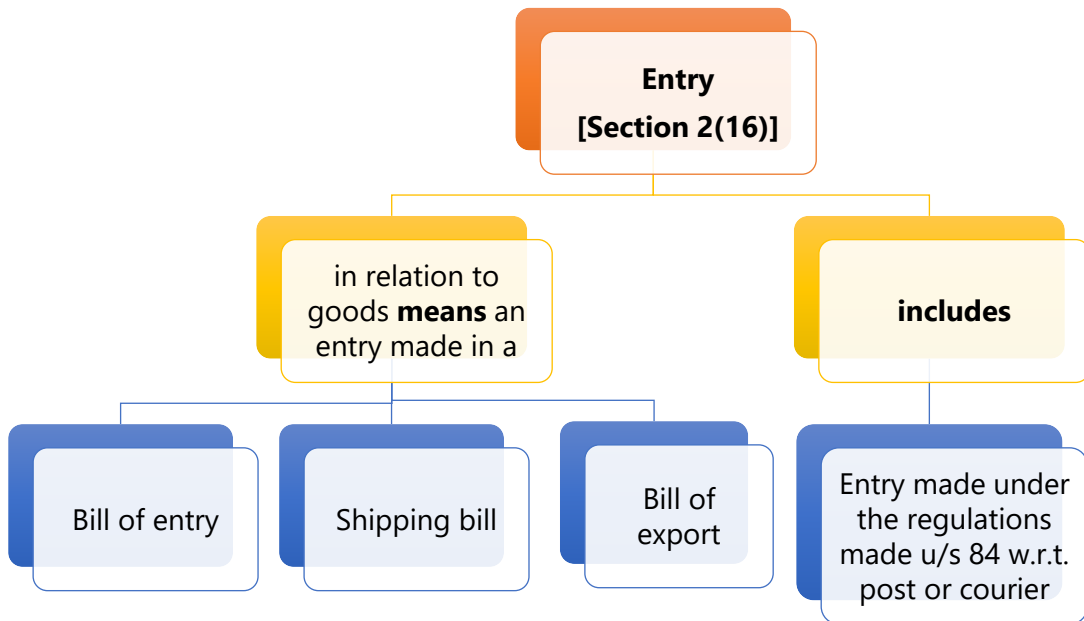 Entry
[Section 2(16)]
in relation to
goods means an
entry made in a
includes
Bill of entry
Shipping bill
Bill of
export
Entry made under
the regulations
made u/s 84 w.r.t.
post or courier